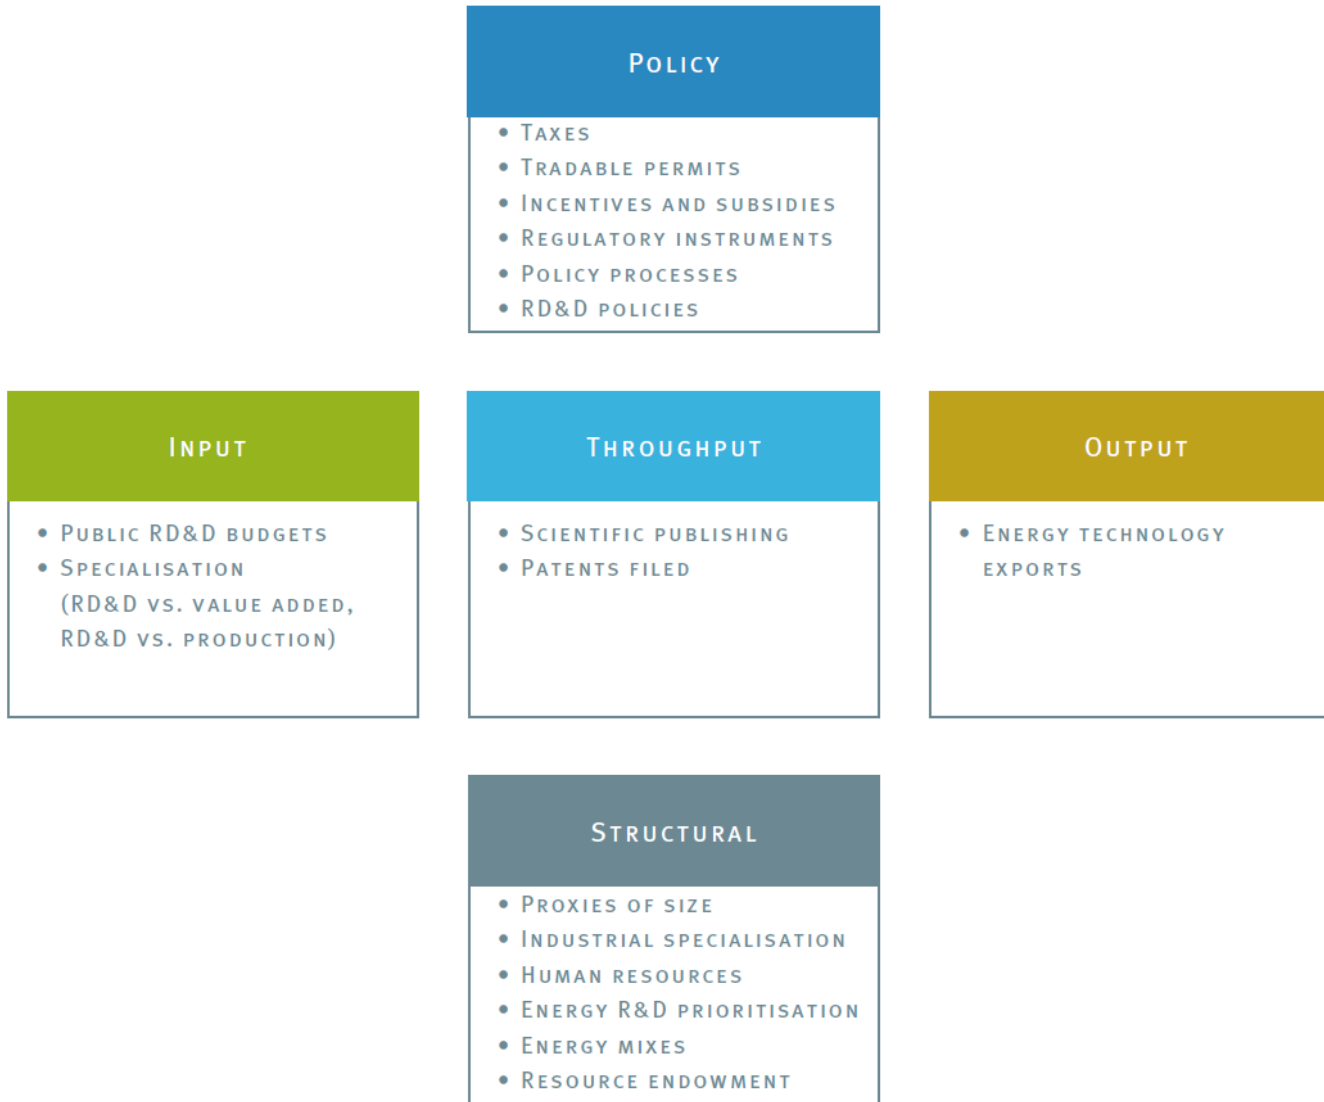 Policy
• Taxes
• Tradable permits
• Incentives and subsidies
• Regulatory instruments
• Policy processes
• RD&D policies
Input
• Public RD&D budgets
• Specialisation
(RD&D vs. value added,
RD&D vs. production)
Throughput
• Scientific publishing
• Patents filed
Output
• Energy technology
exports
Structural
• Proxies of size
• Industrial specialisation
• Human resources
• Energy R&D prioritisation
• Energy mixes
• Resource endowment